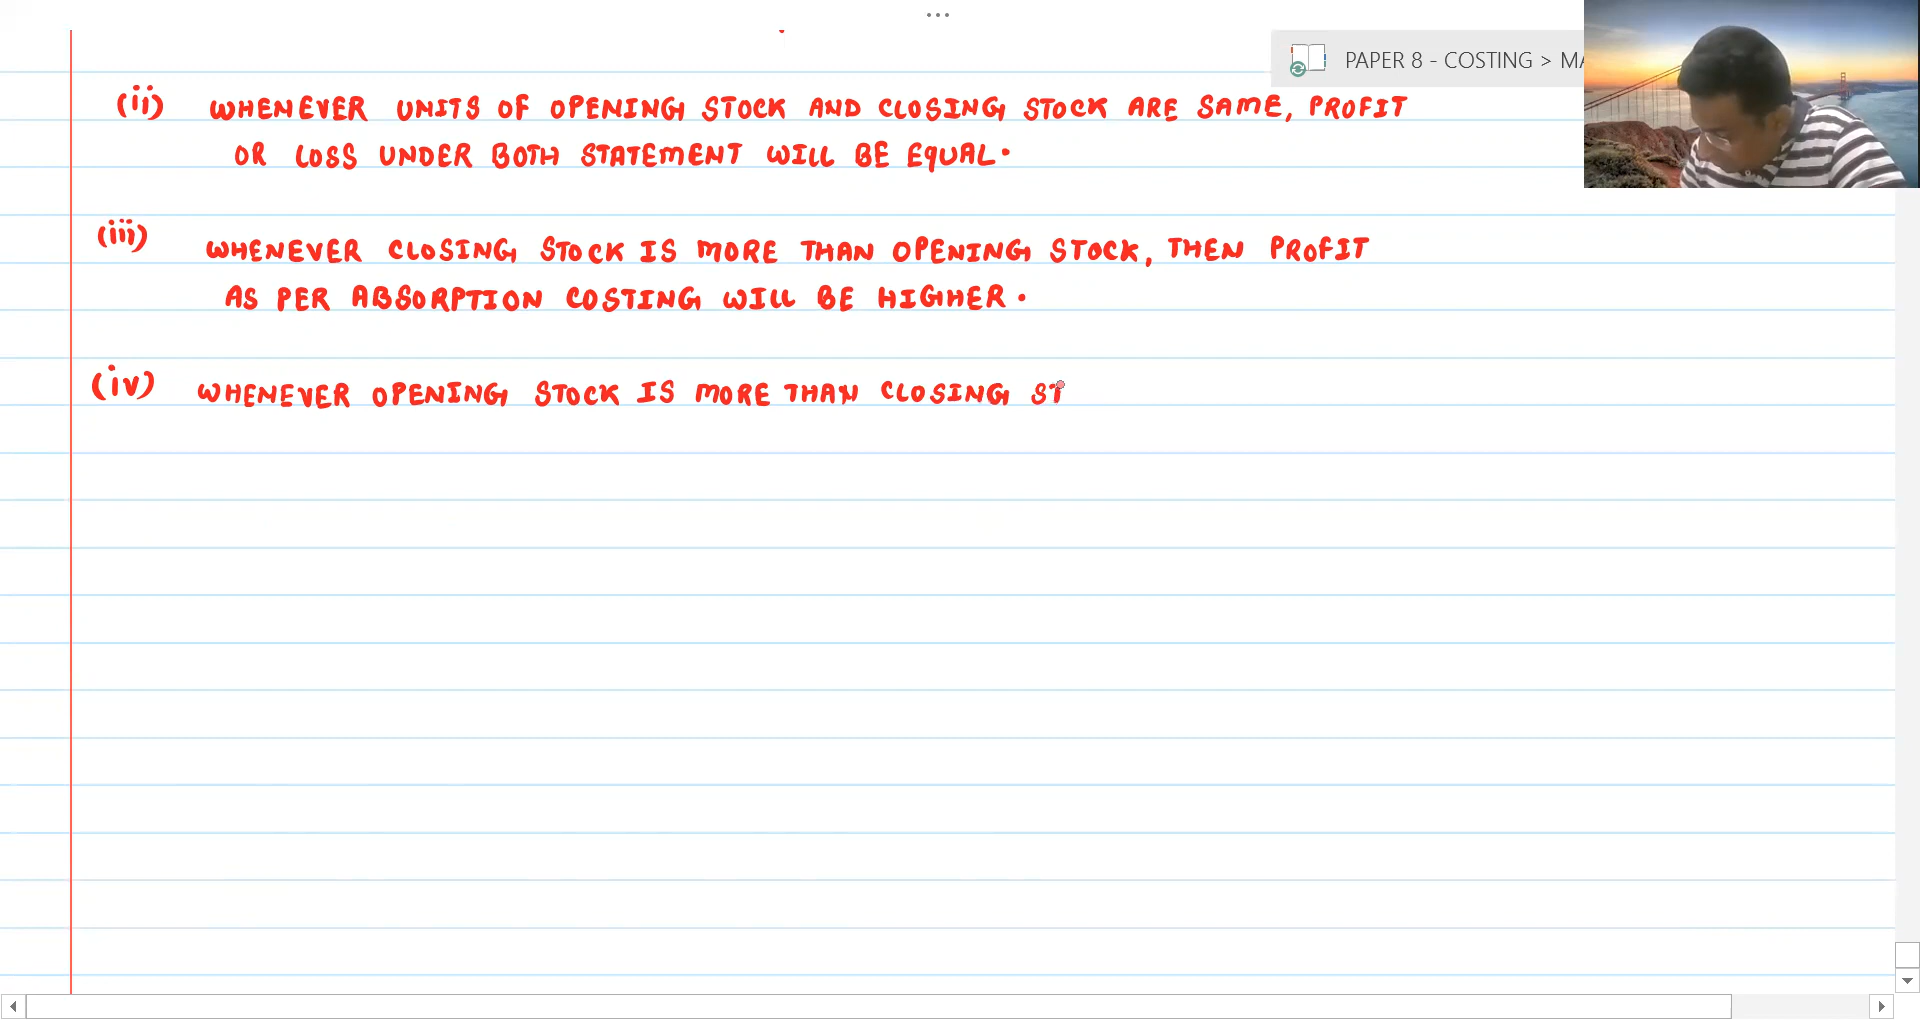 PAPER 8 - COSTING > MA
(ii) WHENEVER UNITS OF OPENING STOCK AND CLOSING STOCK ARE SAME, PROFIT
OR LOSS UNDER BOTH STATEMENT WILL BE EQUAL.
(iii) WHENEVER CLOSING STOCK IS MORE THAN OPENING STOCK, THEN PROFIT
AS PER ABSORPTION COSTING WILL BE HIGHER.
(iv) WHENEVER OPENING STOCK IS MORE THAN CLOSING ST